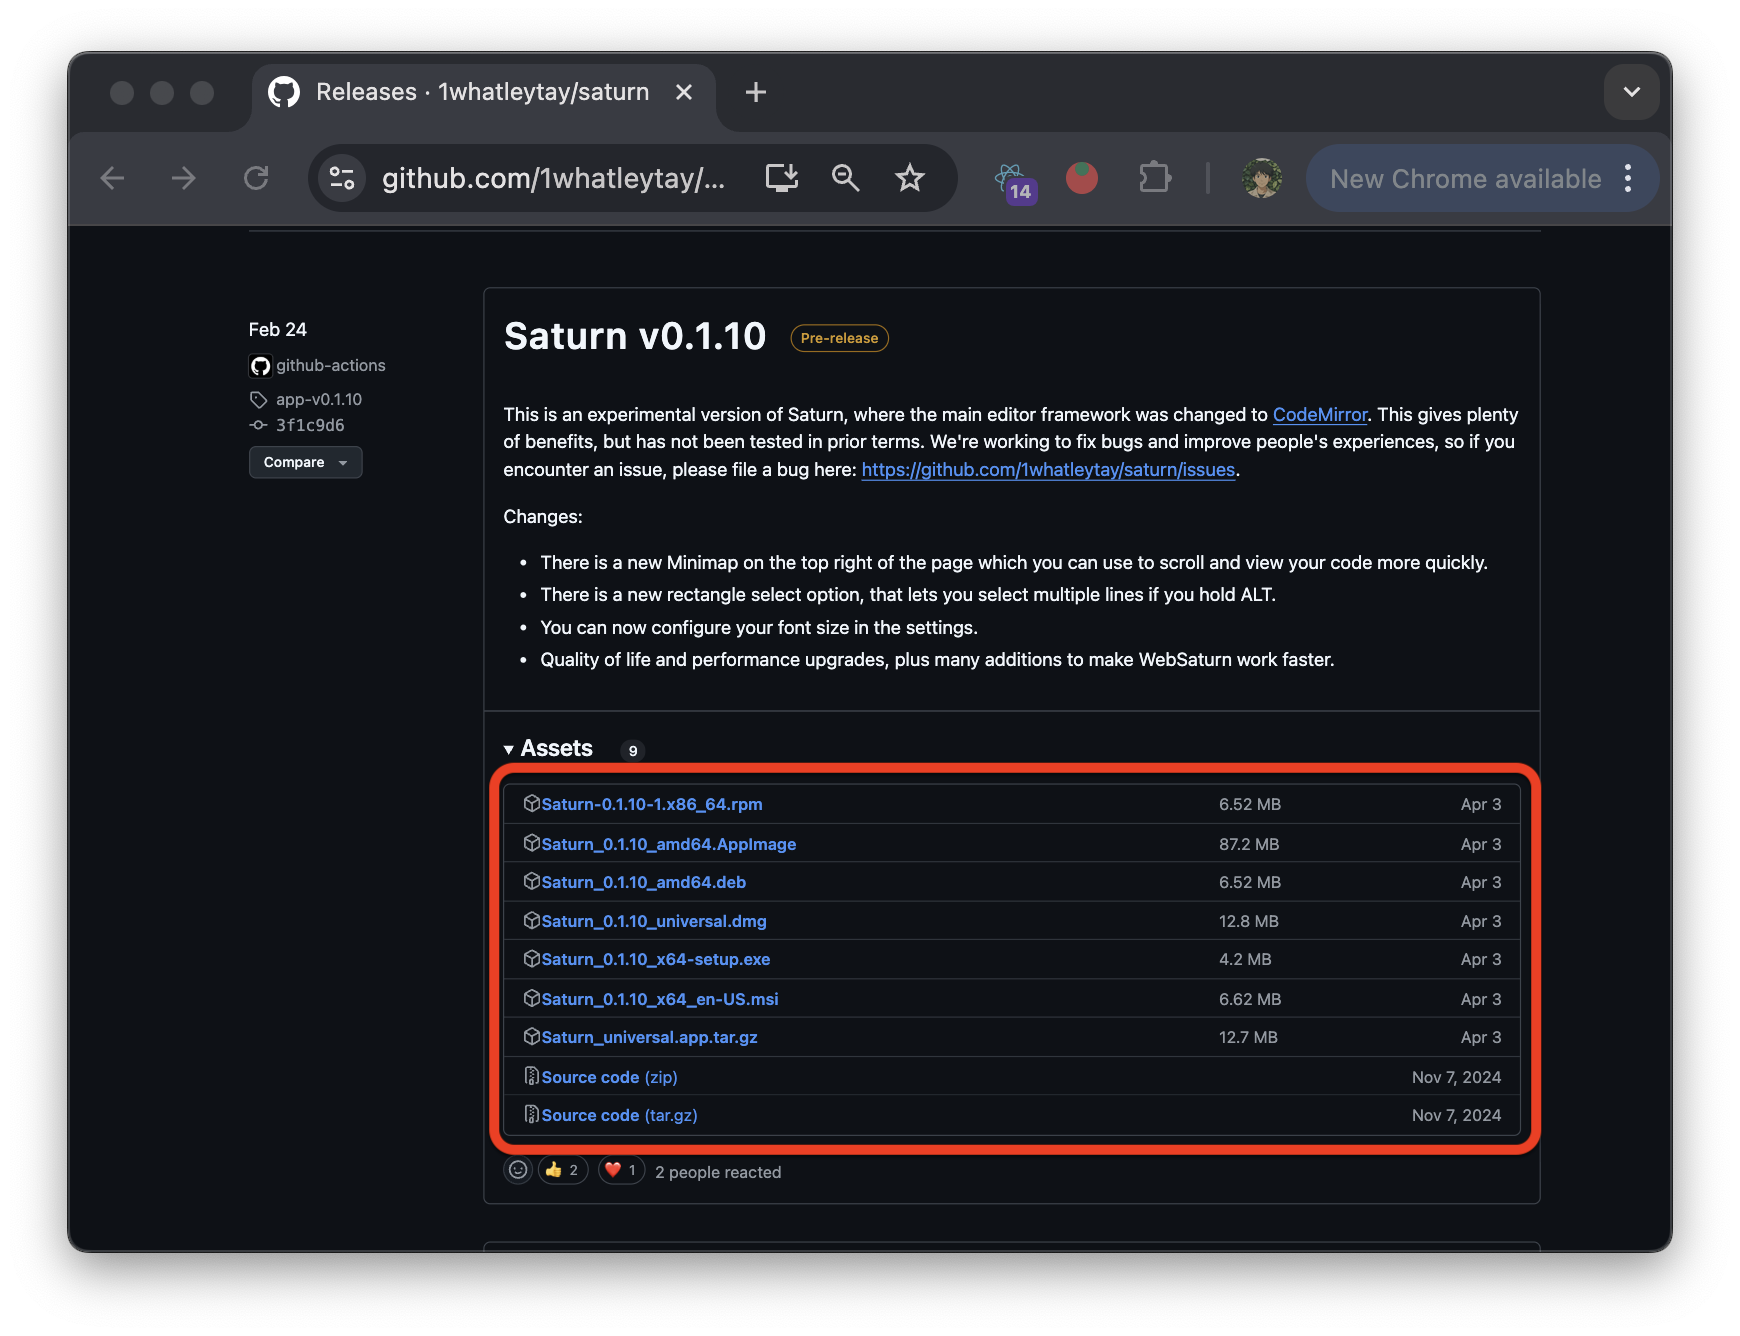 Releases · 1whatleytay/saturn
github.com/1whatleytay/...
14
New Chrome available
Feb 24
github-actions
app-v0.1.10
3f1c9d6
Compare
Saturn v0.1.10 Pre-release
This is an experimental version of Saturn, where the main editor framework was changed to CodeMirror. This gives plenty
of benefits, but has not been tested in prior terms. We're working to fix bugs and improve people's experiences, so if you
encounter an issue, please file a bug here: https://github.com/1whatleytay/saturn/issues.
Changes:
• There is a new Minimap on the top right of the page which you can use to scroll and view your code more quickly.
• There is a new rectangle select option, that lets you select multiple lines if you hold ALT.
• You can now configure your font size in the settings.
• Quality of life and performance upgrades, plus many additions to make WebSaturn work faster.
Assets 9
Saturn-0.1.10-1.x86_64.rpm 6.52 MB Apr 3
Saturn_0.1.10_amd64.AppImage 87.2 MB Apr 3
Saturn_0.1.10_amd64.deb 6.52 MB Apr 3
Saturn_0.1.10_universal.dmg 12.8 MB Apr 3
Saturn_0.1.10_x64-setup.exe 4.2 MB Apr 3
Saturn_0.1.10_x64_en-US.msi 6.62 MB Apr 3
Saturn_universal.app.tar.gz 12.7 MB Apr 3
Source code (zip) Nov 7, 2024
Source code (tar.gz) Nov 7, 2024
👍 2 ❤️ 1 2 people reacted